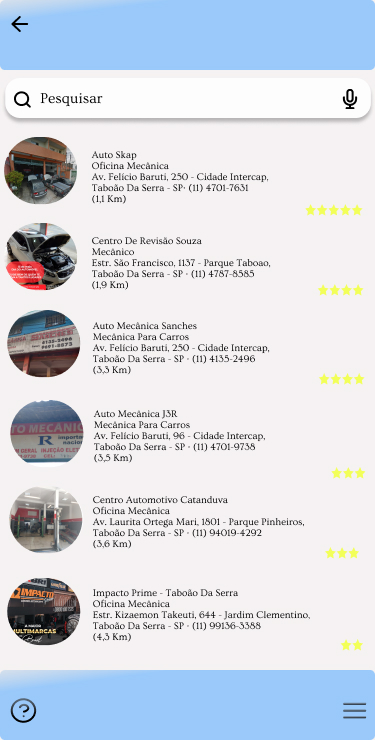 Pesquisar
Auto Skap
Oficina Mecânica
Av. Felício Baruti, 250 - Cidade Intercap,
Taboão Da Serra - SP· (11) 4701-7631
(1,1 Km)
Centro De Revisão Souza
Mecânico
Estr. São Francisco, 1137 - Parque Taboao,
Taboão Da Serra - SP · (11) 4787-8585
(1,9 Km)
4135-2496
Auto Mecânica Sanches
Mecânica Para Carros
Av. Felício Baruti, 250 - Cidade Intercap,
Taboão Da Serra - SP · (11) 4135-2496
(3,3 Km)
TO MECANICO
R
Auto Mecânica J3R
Mecânica Para Carros
Av. Felício Baruti, 96 - Cidade Intercap,
Taboão Da Serra - SP · (11) 4701-9738
(3,5 Km)
Centro Automotivo Catanduva
Oficina Mecânica
Av. Laurita Ortega Mari, 1801 - Parque Pinheiros,
Taboão Da Serra - SP · (11) 94019-4292
(3,6 Km)
IMPACTO
MULTIMARCAS
Impacto Prime - Taboão Da Serra
Oficina Mecânica
Estr. Kizaemon Takeuti, 644 - Jardim Clementino,
Taboão Da Serra - SP · (11) 99136-3388
(4,3 Km)